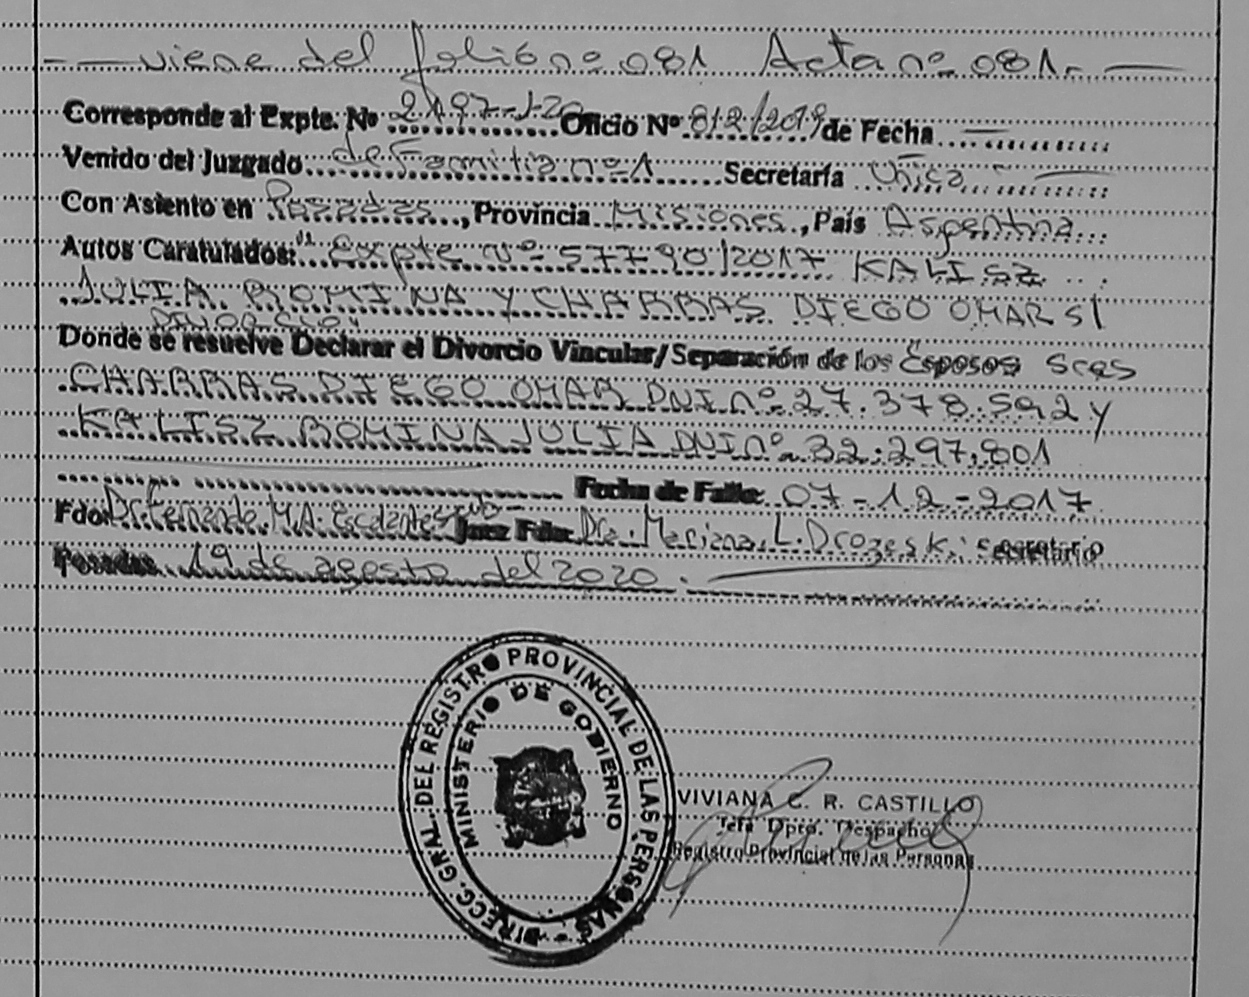 - - — viene del folio nº 081 Acta nº 081.- —
Corresponde al Expte. Nº 2197-J-20 Oficio Nº 812/2019 de Fecha —
Venido del Juzgado de Familia nº 1 Secretaría Única —
Con Asiento en Posadas, Provincia Misiones, País Argentina
Autos Caratulados: "Expte nº 57790/2017 KALISZ
JULIA ROMINA Y CHARRAS DIEGO OMAR S/
DIVORCIO"
Donde se resuelve Declarar el Divorcio Vincular/Separación de los Esposos Sres
CHARRAS DIEGO OMAR DNI nº 27.378.592 y
KALISZ ROMINA JULIA DNI nº 32.297.801
Fecha de Fallo: 07-12-2017
Fdo: Dr. Fernando M.A. Escalante Juez Fdo: Dra. Mariana L. Drozeski secretario
Posadas 19 de agosto del 2020. —
DIRECC. GRAL. DEL REGISTRO PROVINCIAL DE LAS PERSONAS -
MINISTERIO DE GOBIERNO
VIVIANA C. R. CASTILLO
Jefa Dpto. Despacho
Registro Provincial de las Personas